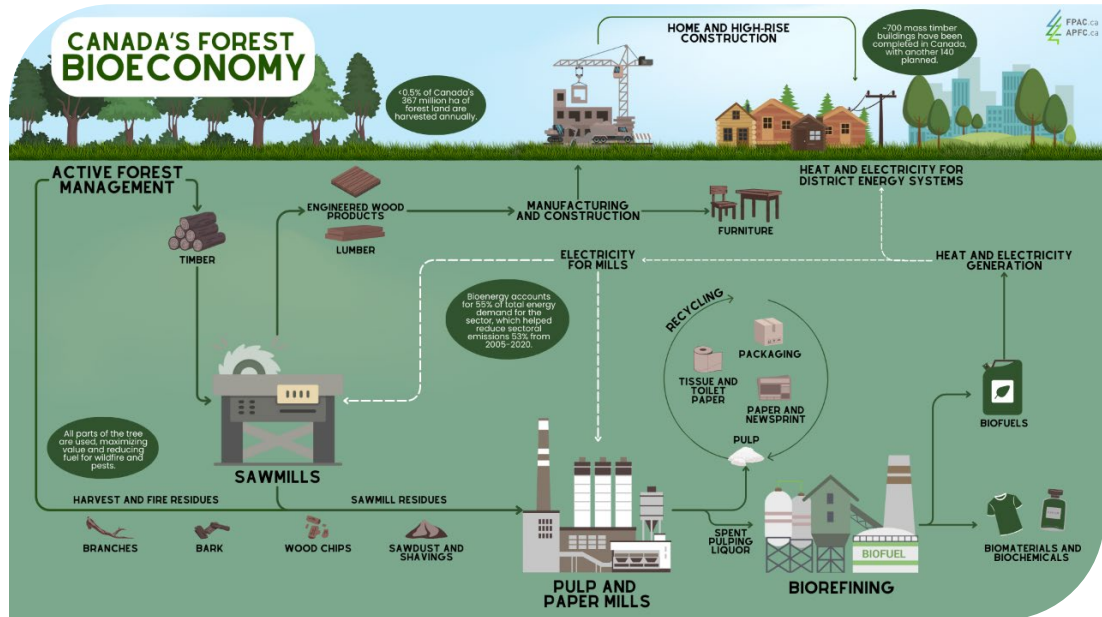 CANADA'S FOREST
BIOECONOMY
<0.5% of Canada's
367 million ha of
forest land are
harvested annually.
HOME AND HIGH-RISE
CONSTRUCTION
~700 mass timber
buildings have been
completed in Canada,
with another 140
planned.
FPAC.ca
APFC.ca
ACTIVE FOREST
MANAGEMENT
TIMBER
ENGINEERED WOOD
PRODUCTS
LUMBER
MANUFACTURING
AND CONSTRUCTION
FURNITURE
HEAT AND ELECTRICITY FOR
DISTRICT ENERGY SYSTEMS
ELECTRICITY
FOR MILLS
HEAT AND ELECTRICITY
GENERATION
Bioenergy accounts
for 55% of total energy
demand for the
sector, which helped
reduce sectoral
emissions 53% from
2005-2020.
RECYCLING
PACKAGING
TISSUE AND
TOILET
PAPER
PAPER AND
NEWSPRINT
PULP
BIOFUELS
All parts of the tree
are used, maximizing
value and reducing
fuel for wildfire and
pests.
SAWMILLS
HARVEST AND FIRE RESIDUES
SAWMILL RESIDUES
BRANCHES
BARK
WOOD CHIPS
SAWDUST AND
SHAVINGS
SPENT
PULPING
LIQUOR
BIOFUEL
BIOMATERIALS AND
BIOCHEMICALS
PULP AND
PAPER MILLS
BIOREFINING